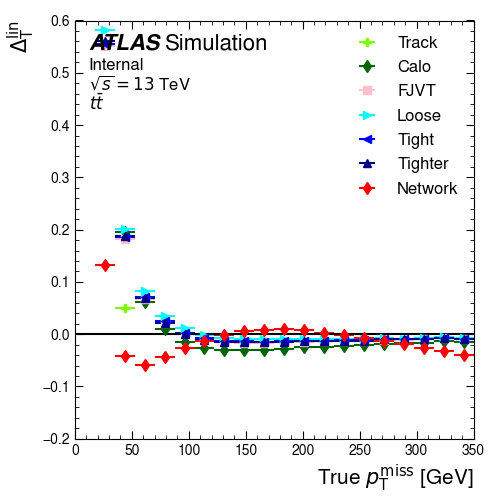 Δ_T^lin
ATLAS Simulation
Internal
√s = 13 TeV
tt̄
Track
Calo
FJVT
Loose
Tight
Tighter
Network
0.6
0.5
0.4
0.3
0.2
0.1
0.0
−0.1
−0.2
0 50 100 150 200 250 300 350
True p_T^miss [GeV]